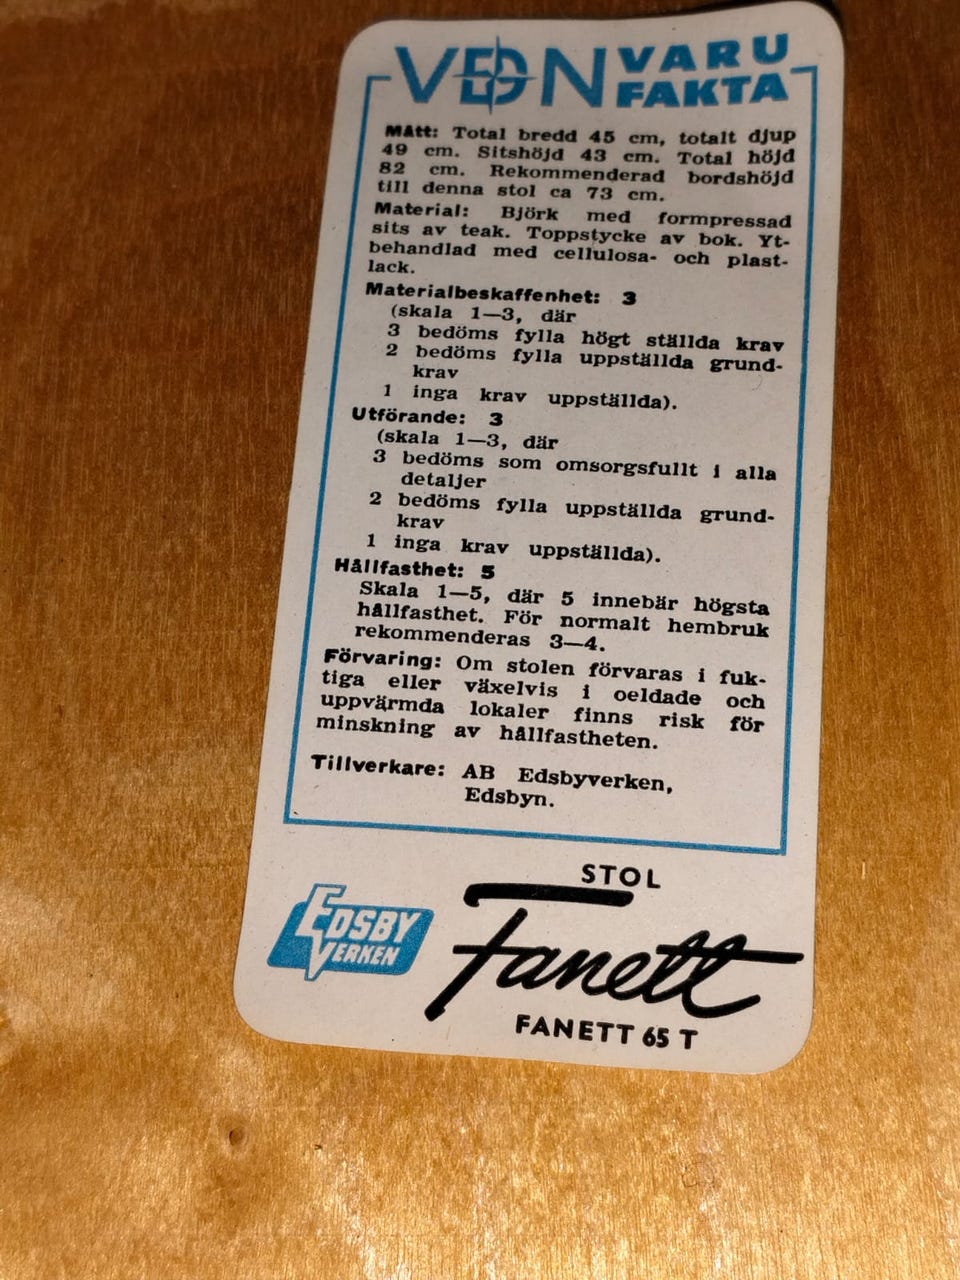 VDN VARU
FAKTA
Mått: Total bredd 45 cm, totalt djup
49 cm. Sitshöjd 43 cm. Total höjd
82 cm. Rekommenderad bordshöjd
till denna stol ca 73 cm.
Material: Björk med formpressad
sits av teak. Toppstycke av bok. Yt-
behandlad med cellulosa- och plast-
lack.
Materialbeskaffenhet: 3
(skala 1—3, där
3 bedöms fylla högt ställda krav
2 bedöms fylla uppställda grund-
krav
1 inga krav uppställda).
Utförande: 3
(skala 1—3, där
3 bedöms som omsorgsfullt i alla
detaljer
2 bedöms fylla uppställda grund-
krav
1 inga krav uppställda).
Hållfasthet: 5
Skala 1—5, där 5 innebär högsta
hållfasthet. För normalt hembruk
rekommenderas 3—4.
Förvaring: Om stolen förvaras i fuk-
tiga eller växelvis i oeldade och
uppvärmda lokaler finns risk för
minskning av hållfastheten.
Tillverkare: AB Edsbyverken,
Edsbyn.
STOL
EDSBY
VERKEN
Fanett
FANETT 65 T